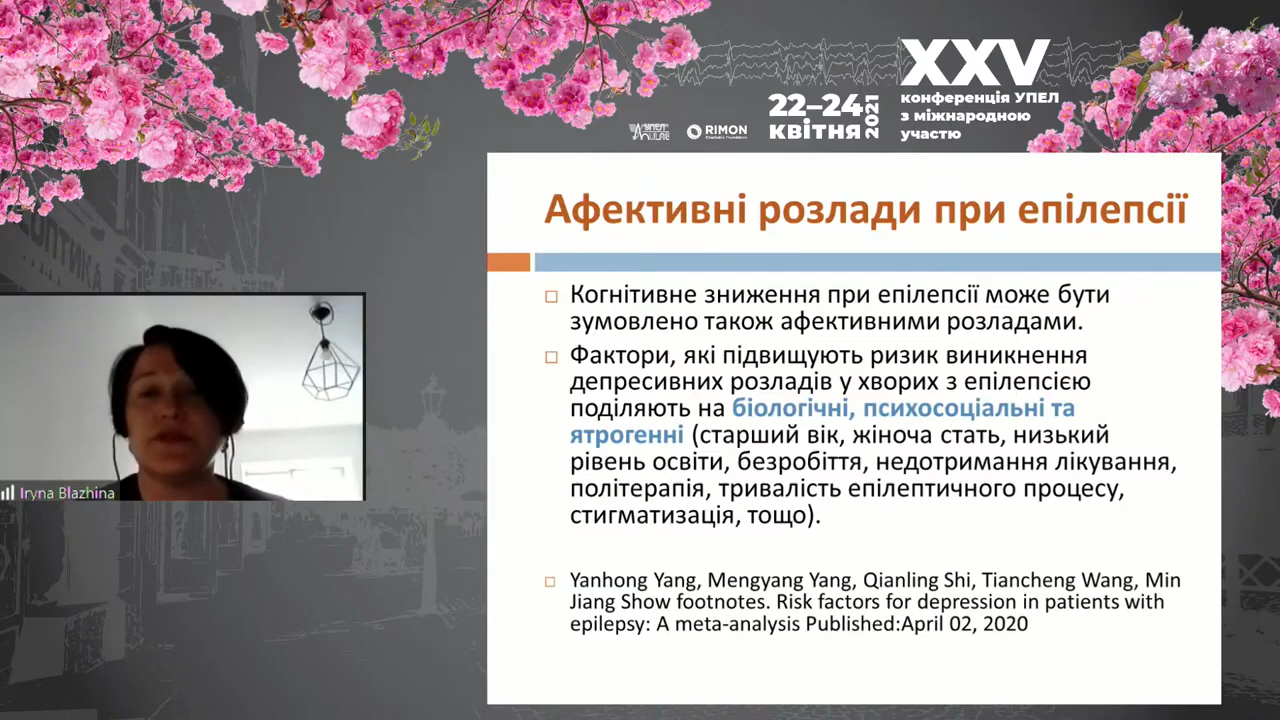 XXV
конференція УПЕЛ
з міжнародною
участю
22–24
квітня
2021
RIMON
ОПТИКА
Афективні розлади при епілепсії
Когнітивне зниження при епілепсії може бути
зумовлено також афективними розладами.
Фактори, які підвищують ризик виникнення
депресивних розладів у хворих з епілепсією
поділяють на біологічні, психосоціальні та
ятрогенні (старший вік, жіноча стать, низький
рівень освіти, безробіття, недотримання лікування,
політерапія, тривалість епілептичного процесу,
стигматизація, тощо).
Yanhong Yang, Mengyang Yang, Qianling Shi, Tiancheng Wang, Min
Jiang Show footnotes. Risk factors for depression in patients with
epilepsy: A meta-analysis Published:April 02, 2020
Iryna Blazhina